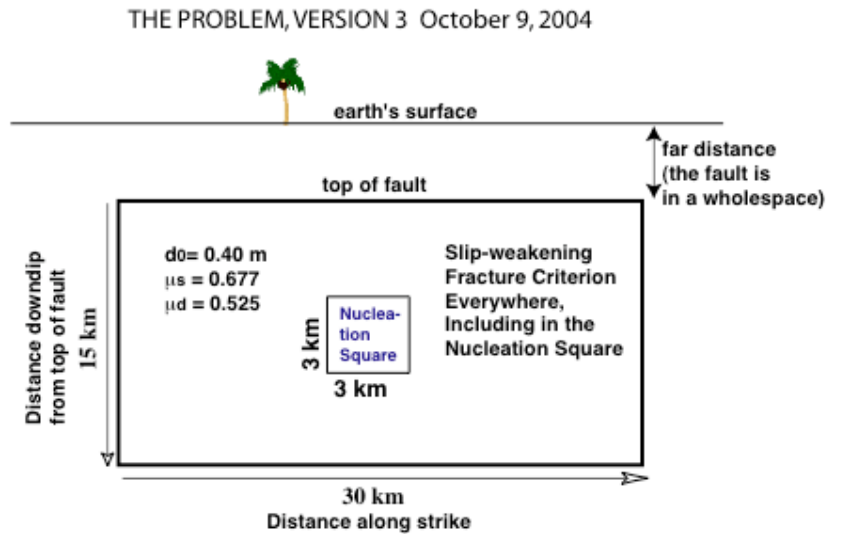 THE PROBLEM, VERSION 3 October 9, 2004
earth's surface
far distance
(the fault is
in a wholespace)
top of fault
Distance downdip
from top of fault
15 km
d0= 0.40 m
μs = 0.677
μd = 0.525
Slip-weakening
Fracture Criterion
Everywhere,
Including in the
Nucleation Square
Nuclea-
tion
Square
3 km
3 km
30 km
Distance along strike